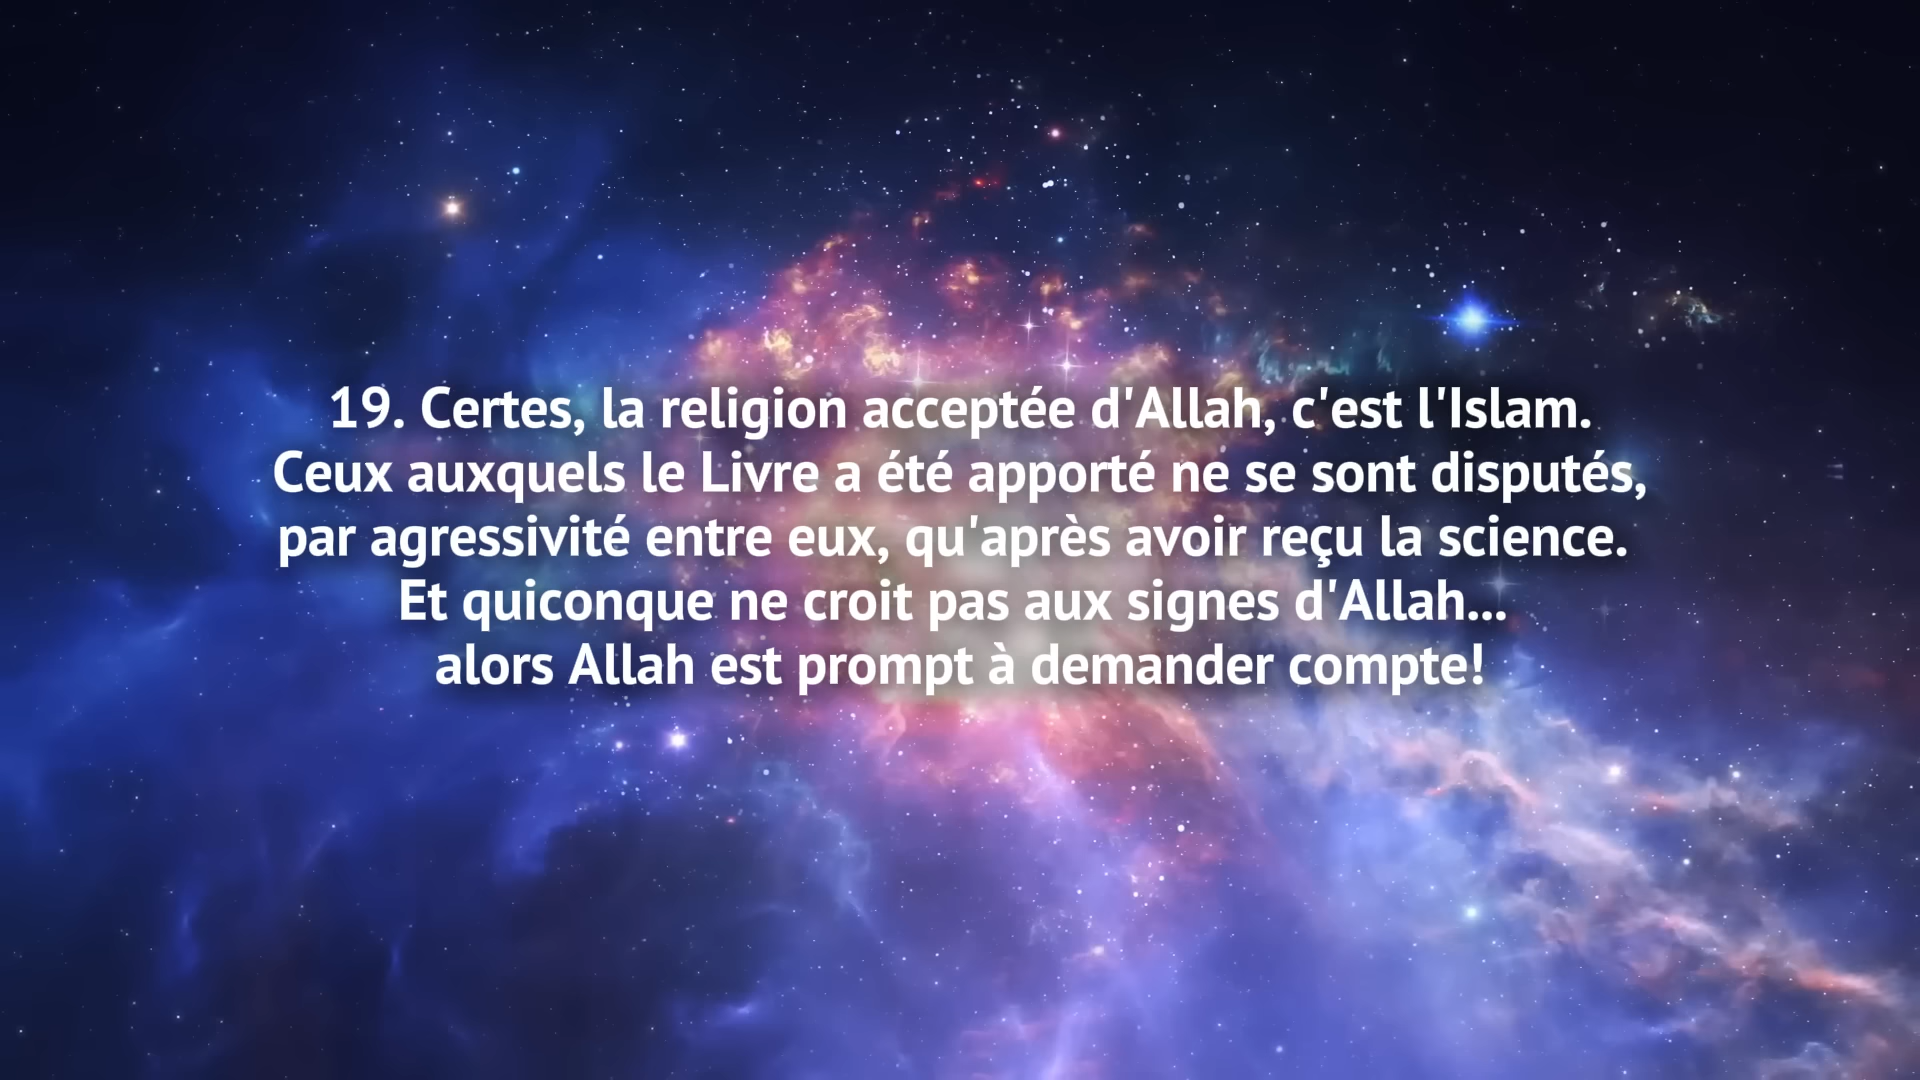 19. Certes, la religion acceptée d'Allah, c'est l'Islam.
Ceux auxquels le Livre a été apporté ne se sont disputés,
par agressivité entre eux, qu'après avoir reçu la science.
Et quiconque ne croit pas aux signes d'Allah...
alors Allah est prompt à demander compte!